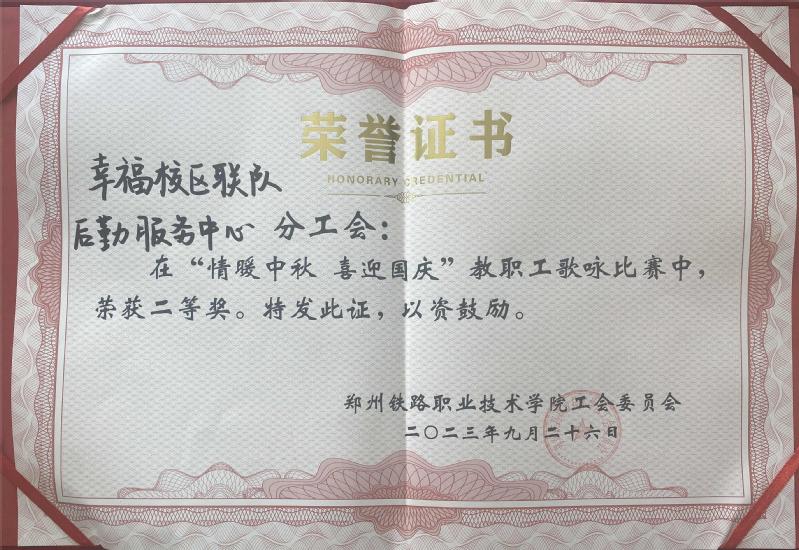 荣誉证书
HONORARY CREDENTIAL
幸福校区联队
后勤服务中心 分工会：
在“情暖中秋 喜迎国庆”教职工歌咏比赛中，
荣获二等奖。特发此证，以资鼓励。
郑州铁路职业技术学院工会委员会
二〇二三年九月二十六日